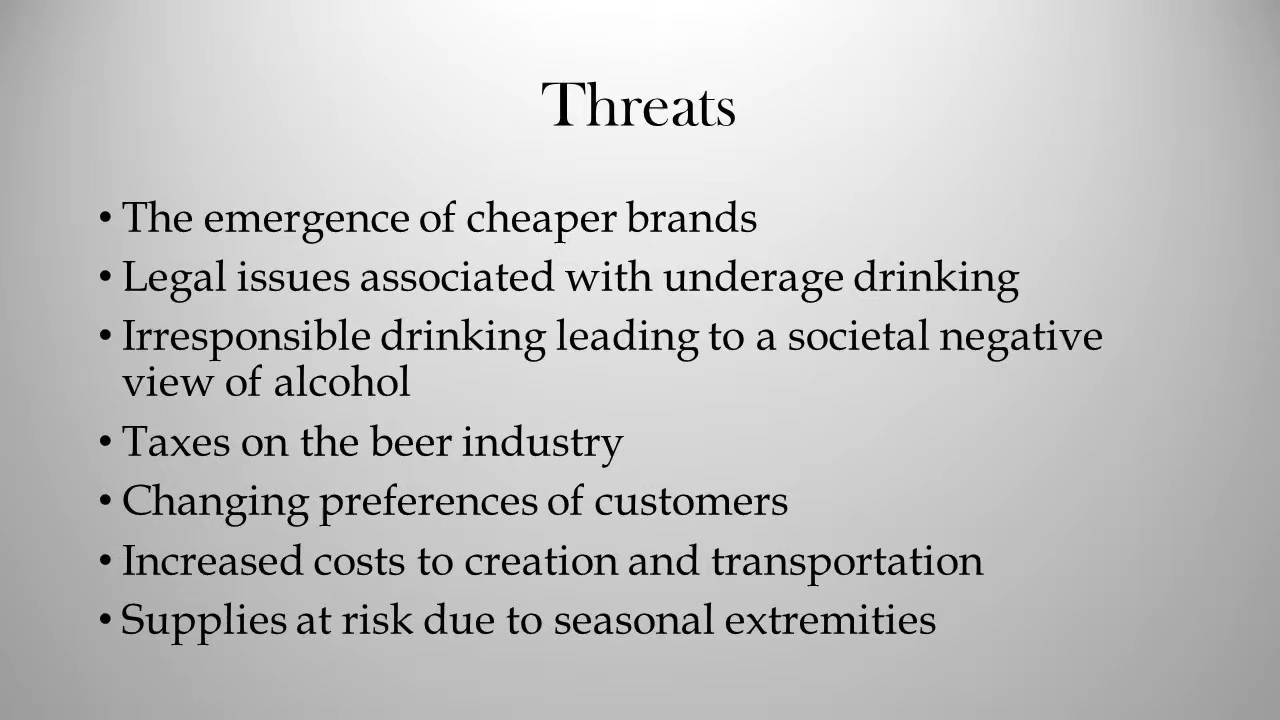 Threats
• The emergence of cheaper brands
• Legal issues associated with underage drinking
• Irresponsible drinking leading to a societal negative
view of alcohol
• Taxes on the beer industry
• Changing preferences of customers
• Increased costs to creation and transportation
• Supplies at risk due to seasonal extremities